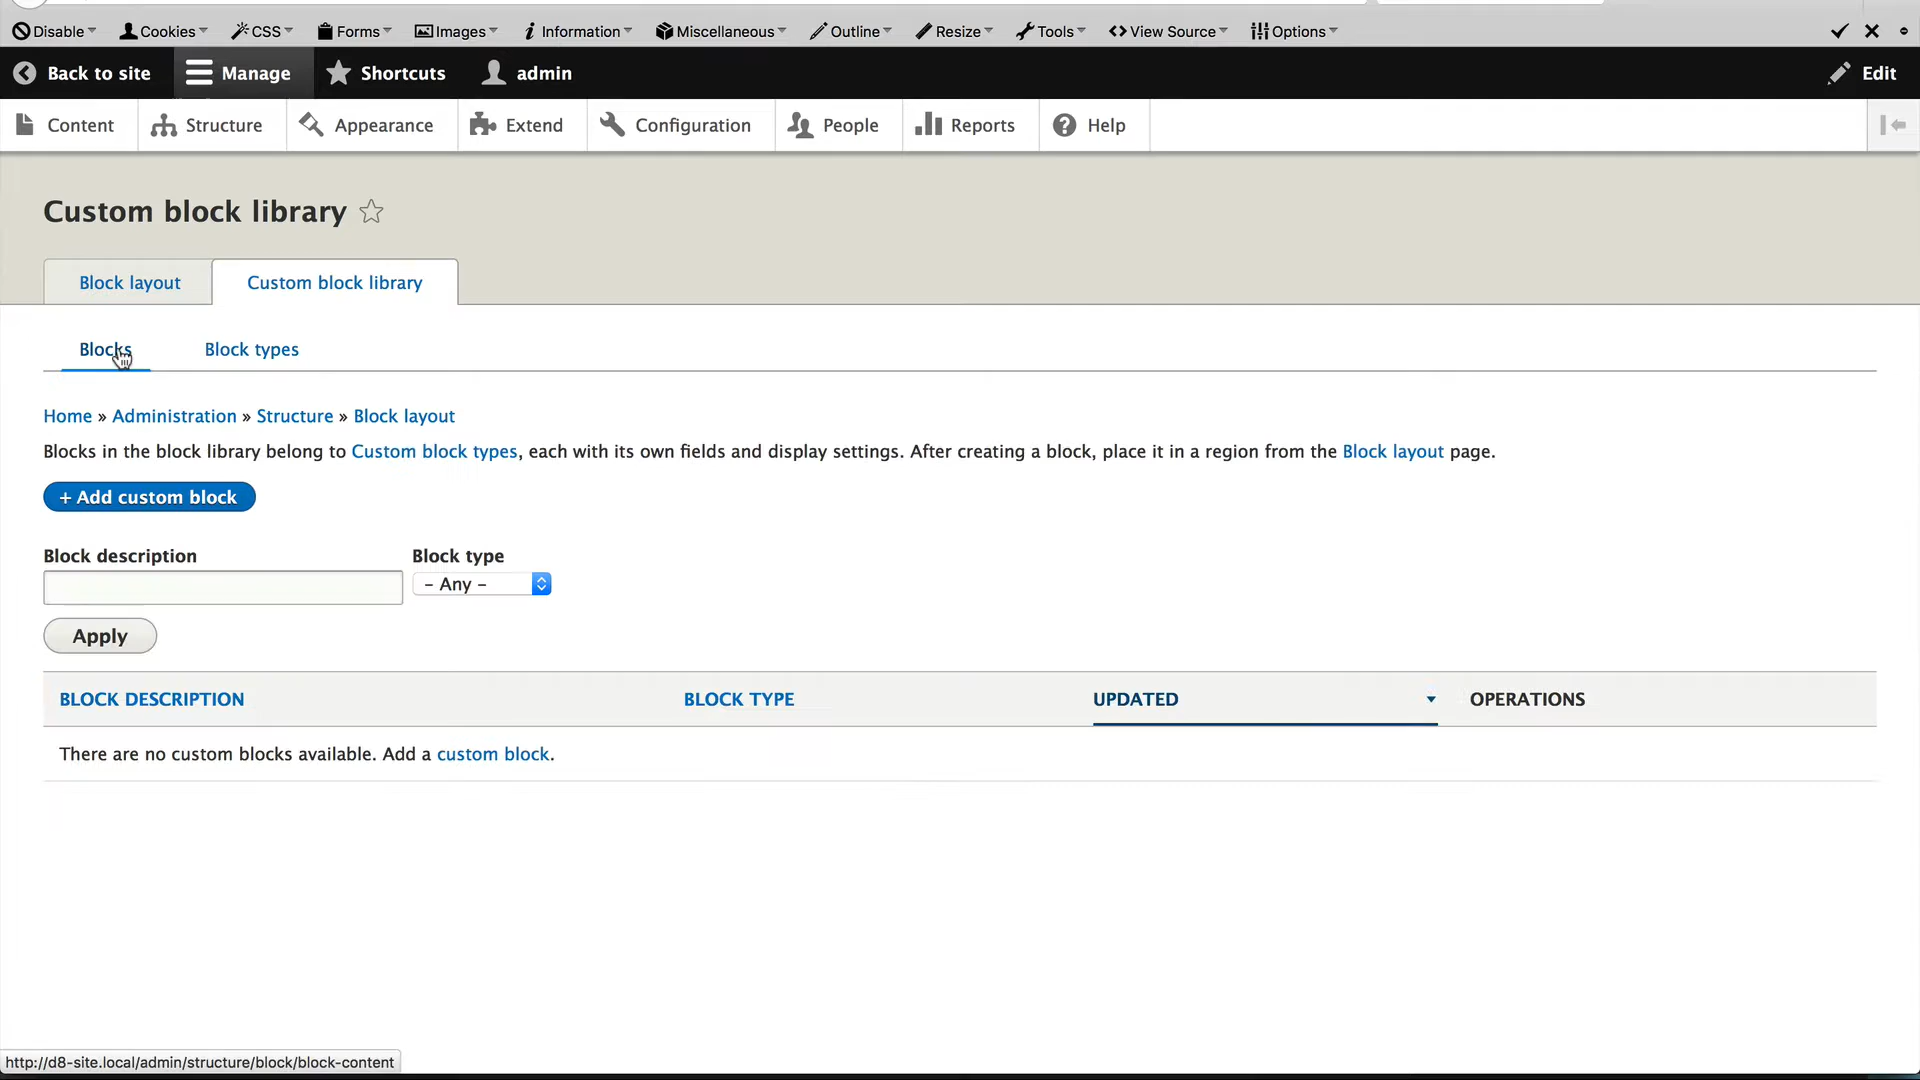 Disable Cookies CSS Forms Images Information Miscellaneous Outline Resize Tools View Source Options
Back to site Manage Shortcuts admin Edit
Content Structure Appearance Extend Configuration People Reports Help
Custom block library
Block layout Custom block library
Blocks Block types
Home » Administration » Structure » Block layout
Blocks in the block library belong to Custom block types, each with its own fields and display settings. After creating a block, place it in a region from the Block layout page.
+ Add custom block
Block description Block type
- Any -
Apply
BLOCK DESCRIPTION BLOCK TYPE UPDATED OPERATIONS
There are no custom blocks available. Add a custom block.
http://d8-site.local/admin/structure/block/block-content